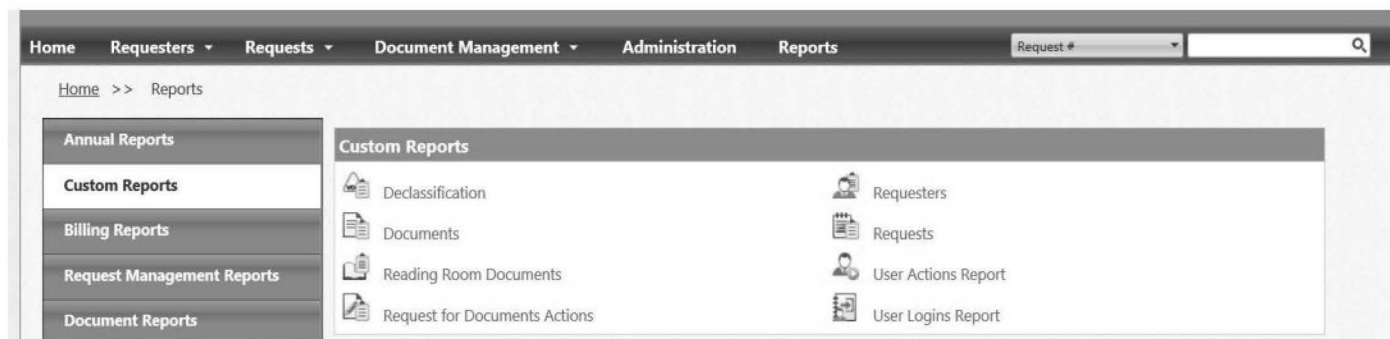 Home Requesters Requests Document Management Administration Reports Request #
Home >> Reports
Annual Reports
Custom Reports
Billing Reports
Request Management Reports
Document Reports
Custom Reports
Declassification Requesters
Documents Requests
Reading Room Documents User Actions Report
Request for Documents Actions User Logins Report